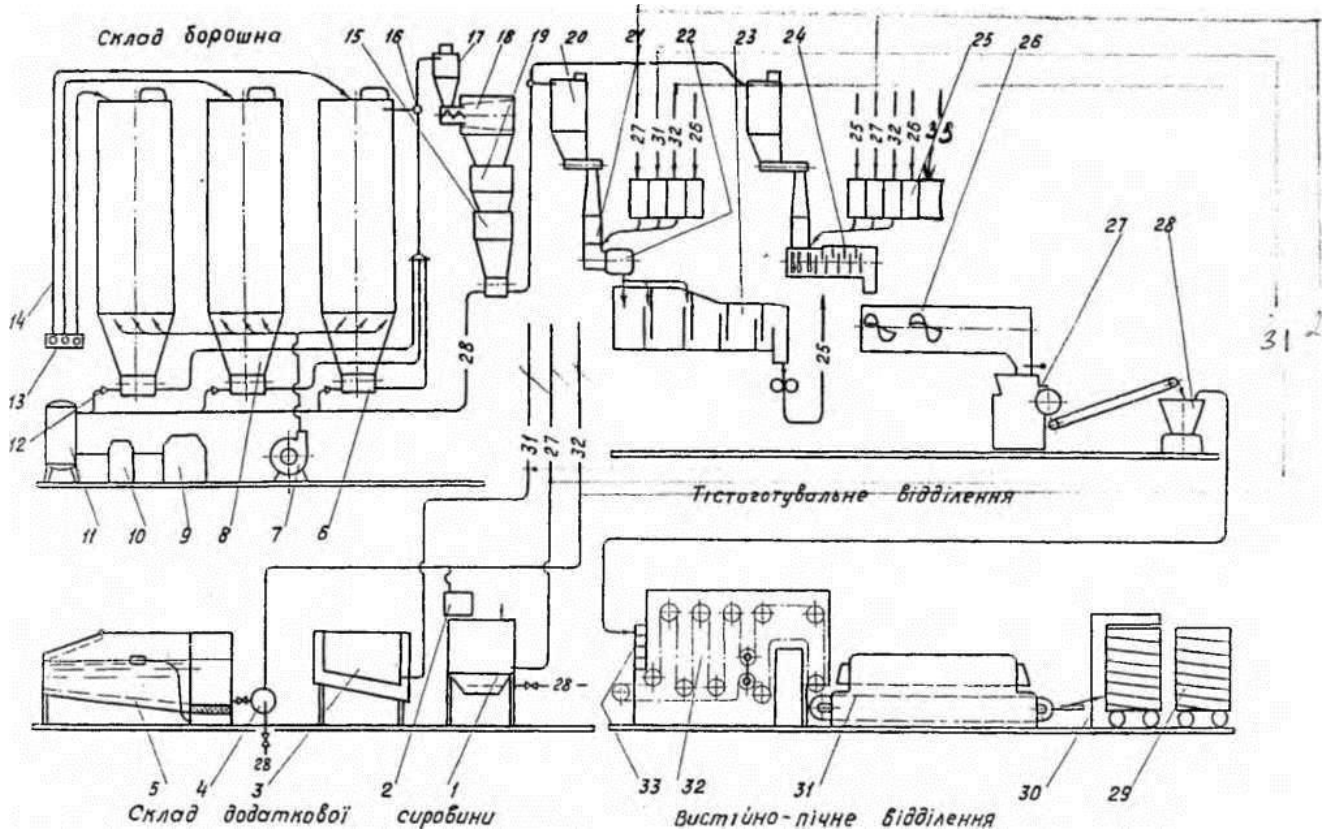 Склад борошна
15 16 17 18 19 20 21 22 23 24 25 26
27 31 32 26
25 27 32 26 33
27 28
14
13
12
28
25
31 2
31 27 32
11 10 9 8 7 6
Тістоготувальне відділення
28
28
5 4 3 2 1
33 32 31 30 29
Склад додаткової сировини
Вистійно-пічне відділення